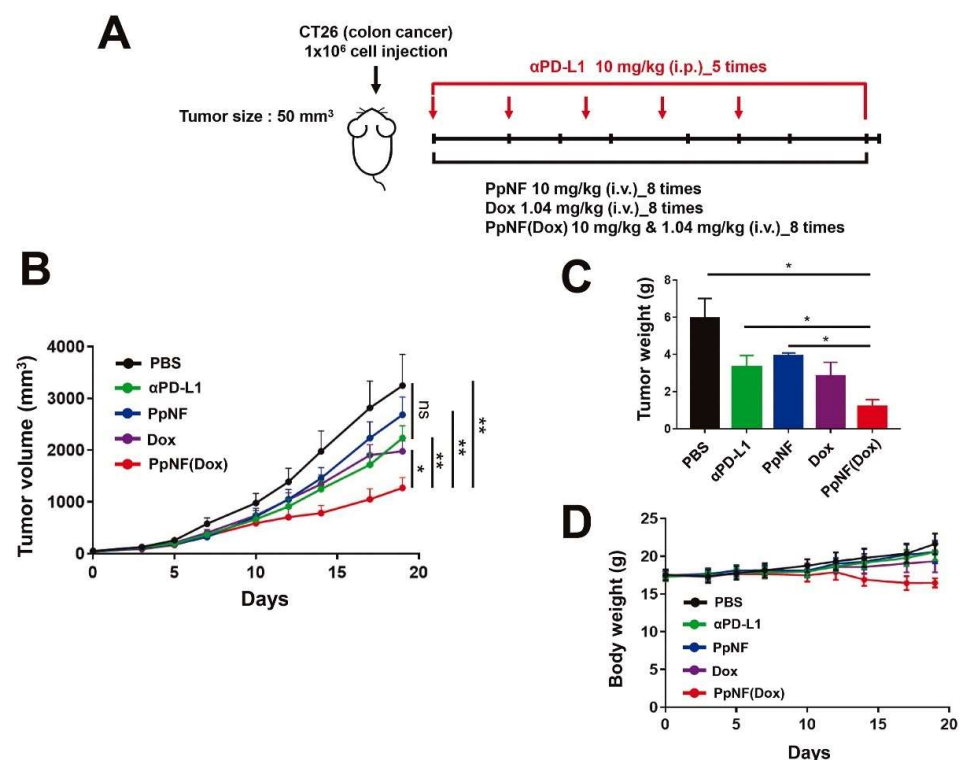 A
CT26 (colon cancer)
1x10⁶ cell injection
αPD-L1 10 mg/kg (i.p.)_5 times
Tumor size : 50 mm³
PpNF 10 mg/kg (i.v.)_8 times
Dox 1.04 mg/kg (i.v.)_8 times
PpNF(Dox) 10 mg/kg & 1.04 mg/kg (i.v.)_8 times
B
Tumor volume (mm³)
4000
3000
2000
1000
0
PBS
αPD-L1
PpNF
Dox
PpNF(Dox)
ns
*
**
**
**
0
5
10
15
20
Days
C
Tumor weight (g)
8
6
4
2
0
*
*
*
PBS
αPD-L1
PpNF
Dox
PpNF(Dox)
D
Body weight (g)
25
20
15
10
5
0
PBS
αPD-L1
PpNF
Dox
PpNF(Dox)
0
5
10
15
20
Days